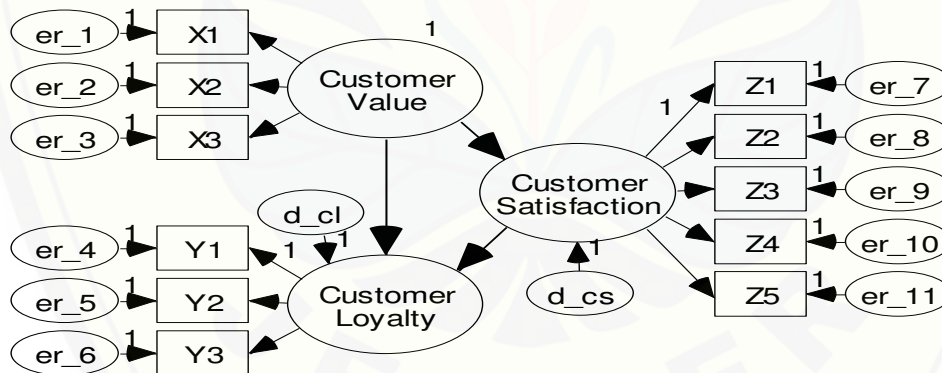 er_1
1
X1
er_2
1
X2
er_3
1
X3
1
Customer
Value
1
Z1
1
er_7
Z2
1
er_8
Z3
1
er_9
Z4
1
er_10
Z5
1
er_11
Customer
Satisfaction
1
d_cs
d_cl
1
er_4
1
Y1
1
er_5
1
Y2
er_6
1
Y3
Customer
Loyalty